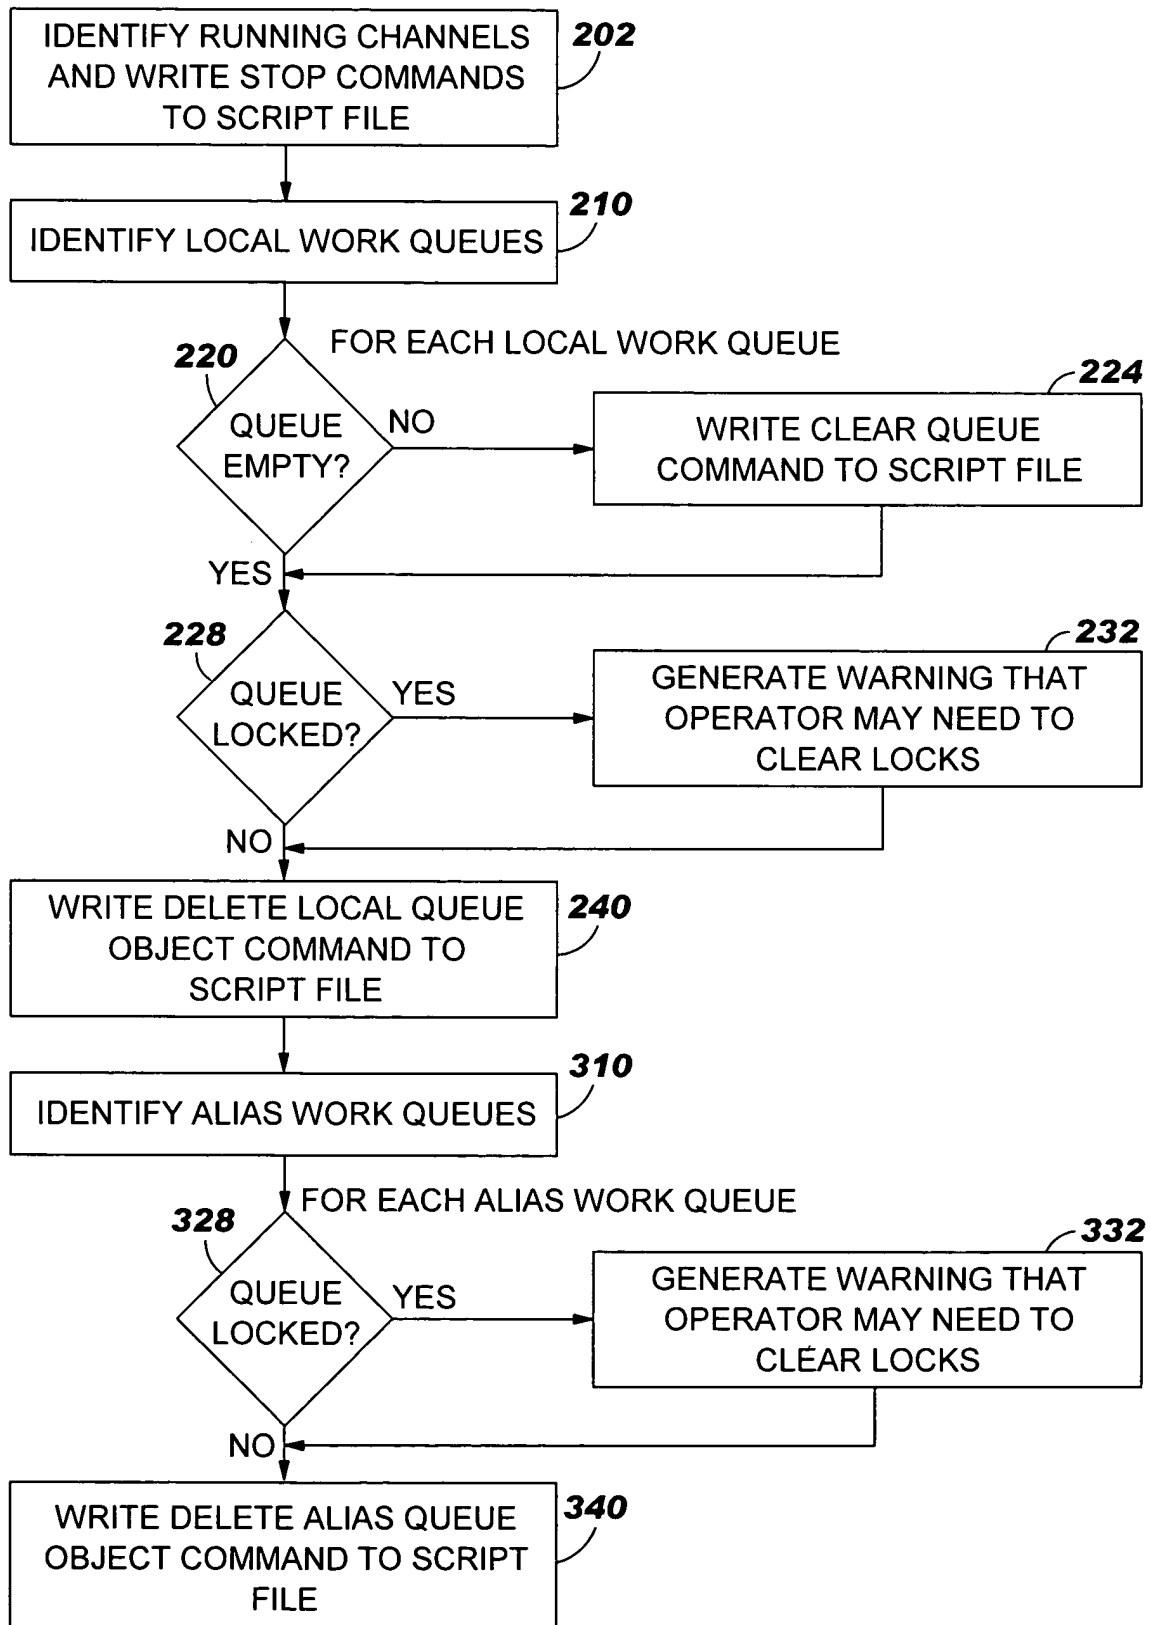 IDENTIFY RUNNING CHANNELS
AND WRITE STOP COMMANDS
TO SCRIPT FILE
202
210
IDENTIFY LOCAL WORK QUEUES
FOR EACH LOCAL WORK QUEUE
220
QUEUE
EMPTY?
NO
224
WRITE CLEAR QUEUE
COMMAND TO SCRIPT FILE
YES
228
QUEUE
LOCKED?
YES
232
GENERATE WARNING THAT
OPERATOR MAY NEED TO
CLEAR LOCKS
NO
WRITE DELETE LOCAL QUEUE
OBJECT COMMAND TO
SCRIPT FILE
240
310
IDENTIFY ALIAS WORK QUEUES
FOR EACH ALIAS WORK QUEUE
328
QUEUE
LOCKED?
YES
332
GENERATE WARNING THAT
OPERATOR MAY NEED TO
CLEAR LOCKS
NO
WRITE DELETE ALIAS QUEUE
OBJECT COMMAND TO SCRIPT
FILE
340